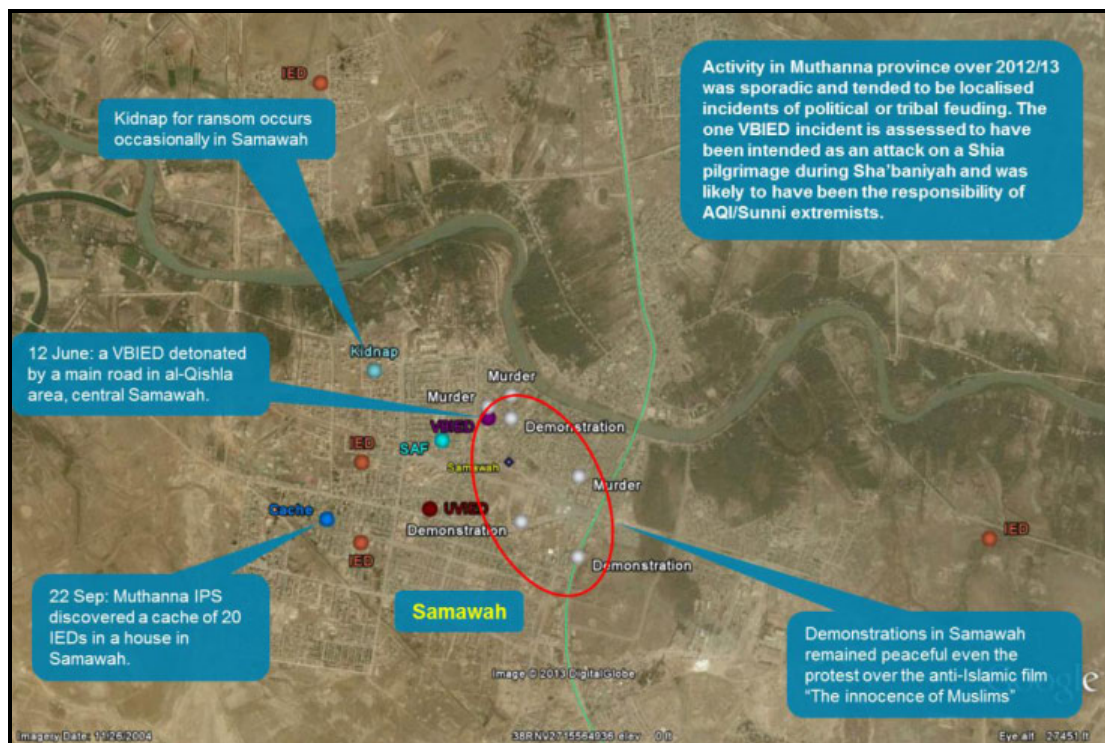 IED
Activity in Muthanna province over 2012/13
was sporadic and tended to be localised
incidents of political or tribal feuding. The
one VBIED incident is assessed to have
been intended as an attack on a Shia
pilgrimage during Sha'baniyah and was
likely to have been the responsibility of
AQI/Sunni extremists.
Kidnap for ransom occurs
occasionally in Samawah
12 June: a VBIED detonated
by a main road in al-Qishla
area, central Samawah.
Kidnap
Murder
Murder
VBIED
Demonstration
SAF
IED
Samawah
Murder
Cache
UVIED
Demonstration
IED
IED
Demonstration
22 Sep: Muthanna IPS
discovered a cache of 20
IEDs in a house in
Samawah.
Samawah
Demonstrations in Samawah
remained peaceful even the
protest over the anti-Islamic film
"The innocence of Muslims"
Image © 2013 DigitalGlobe
Google
Imagery Date: 11/26/2004
38RNV2715564936 elev 0 ft
Eye alt 27451 ft